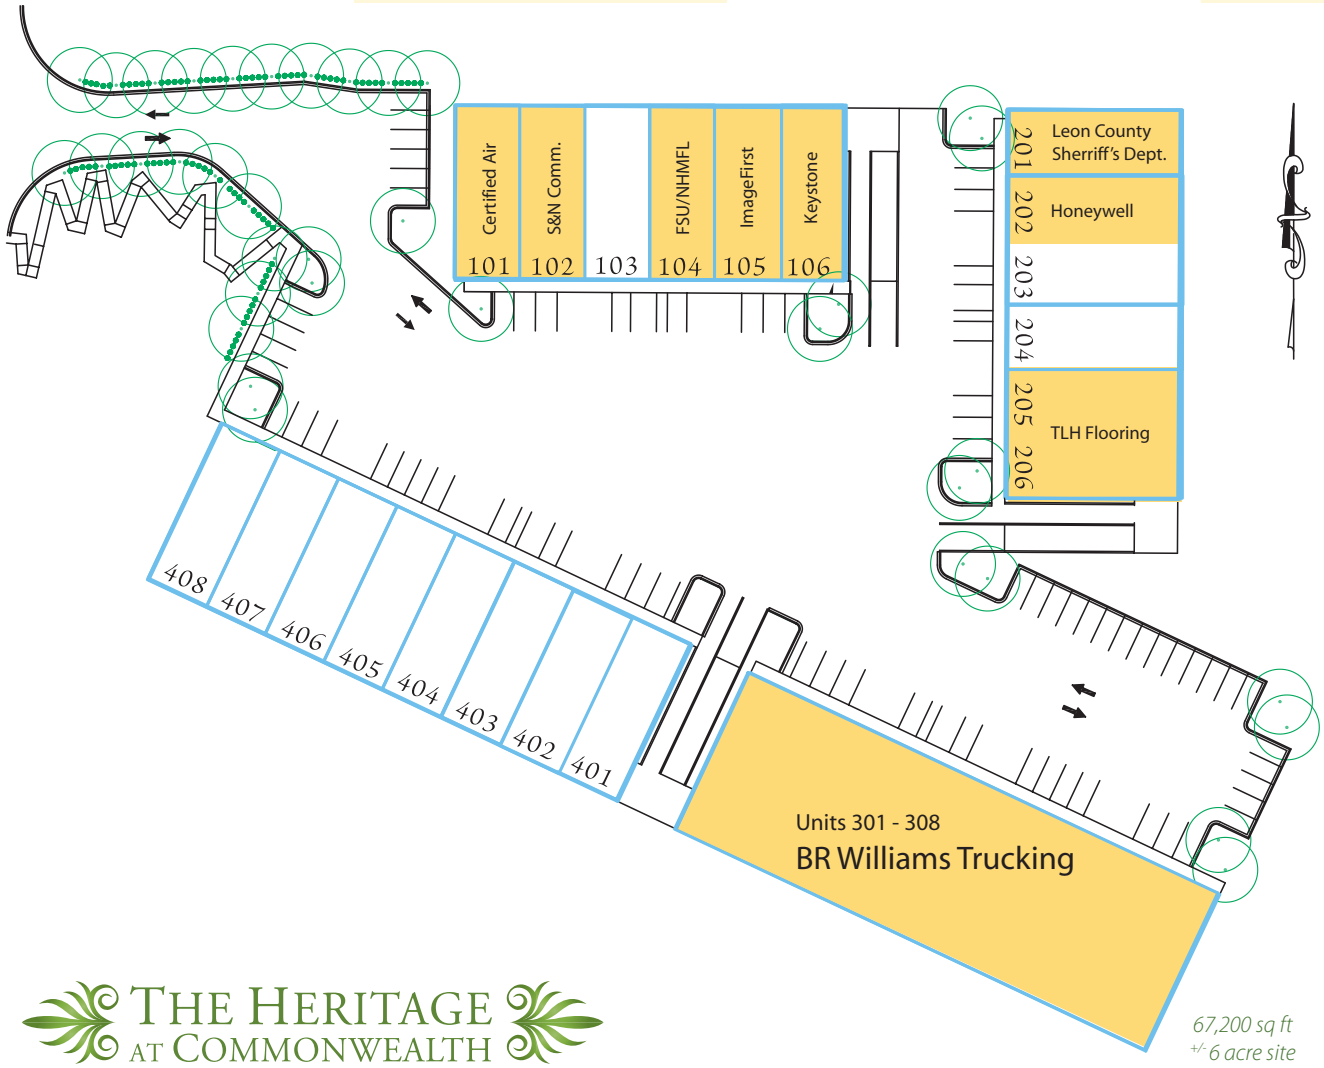 Certified Air
S&N Comm.
FSU/NHMFL
ImageFirst
Keystone
101
102
103
104
105
106
201
Leon County
Sherriff's Dept.
202
Honeywell
203
204
205
TLH Flooring
206
408
407
406
405
404
403
402
401
Units 301 - 308
BR Williams Trucking
THE HERITAGE
AT COMMONWEALTH
67,200 sq ft
+/- 6 acre site